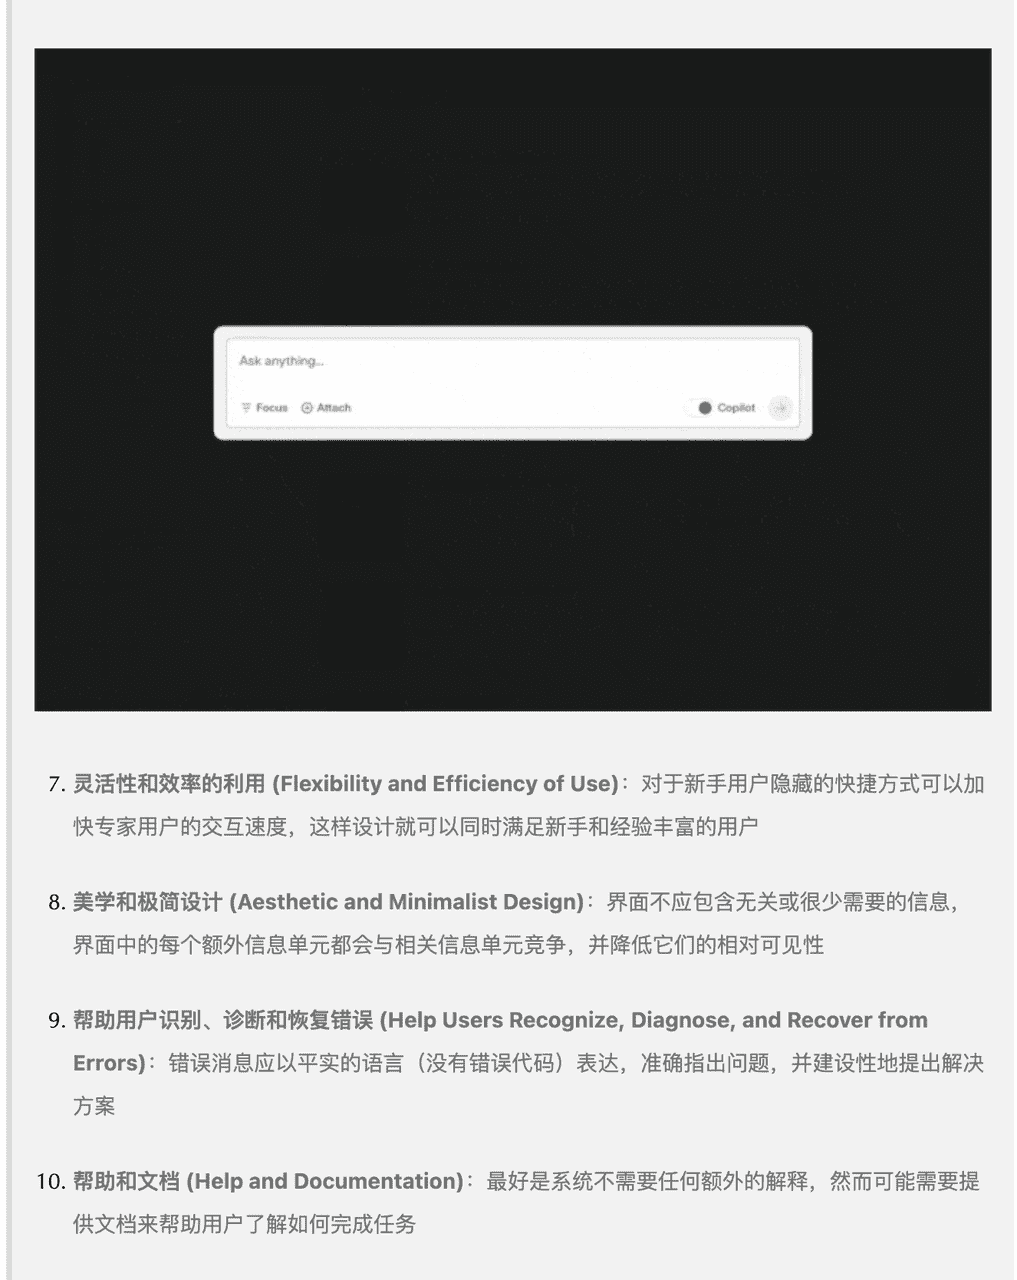 Ask anything...
Focus Attach Copilot
7. 灵活性和效率的利用 (Flexibility and Efficiency of Use)：对于新手用户隐藏的快捷方式可以加
快专家用户的交互速度，这样设计就可以同时满足新手和经验丰富的用户
8. 美学和极简设计 (Aesthetic and Minimalist Design)：界面不应包含无关或很少需要的信息，
界面中的每个额外信息单元都会与相关信息单元竞争，并降低它们的相对可见性
9. 帮助用户识别、诊断和恢复错误 (Help Users Recognize, Diagnose, and Recover from
Errors)：错误消息应以平实的语言（没有错误代码）表达，准确指出问题，并建设性地提出解决
方案
10. 帮助和文档 (Help and Documentation)：最好是系统不需要任何额外的解释，然而可能需要提
供文档来帮助用户了解如何完成任务